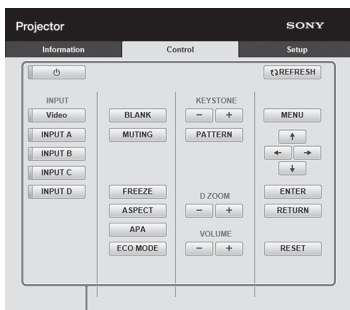 Projector
SONY
Information Control Setup
REFRESH
INPUT KEYSTONE
Video BLANK - + MENU
INPUT A MUTING PATTERN
INPUT B
INPUT C
INPUT D FREEZE D ZOOM ENTER
ASPECT - + RETURN
APA VOLUME
ECO MODE - + RESET